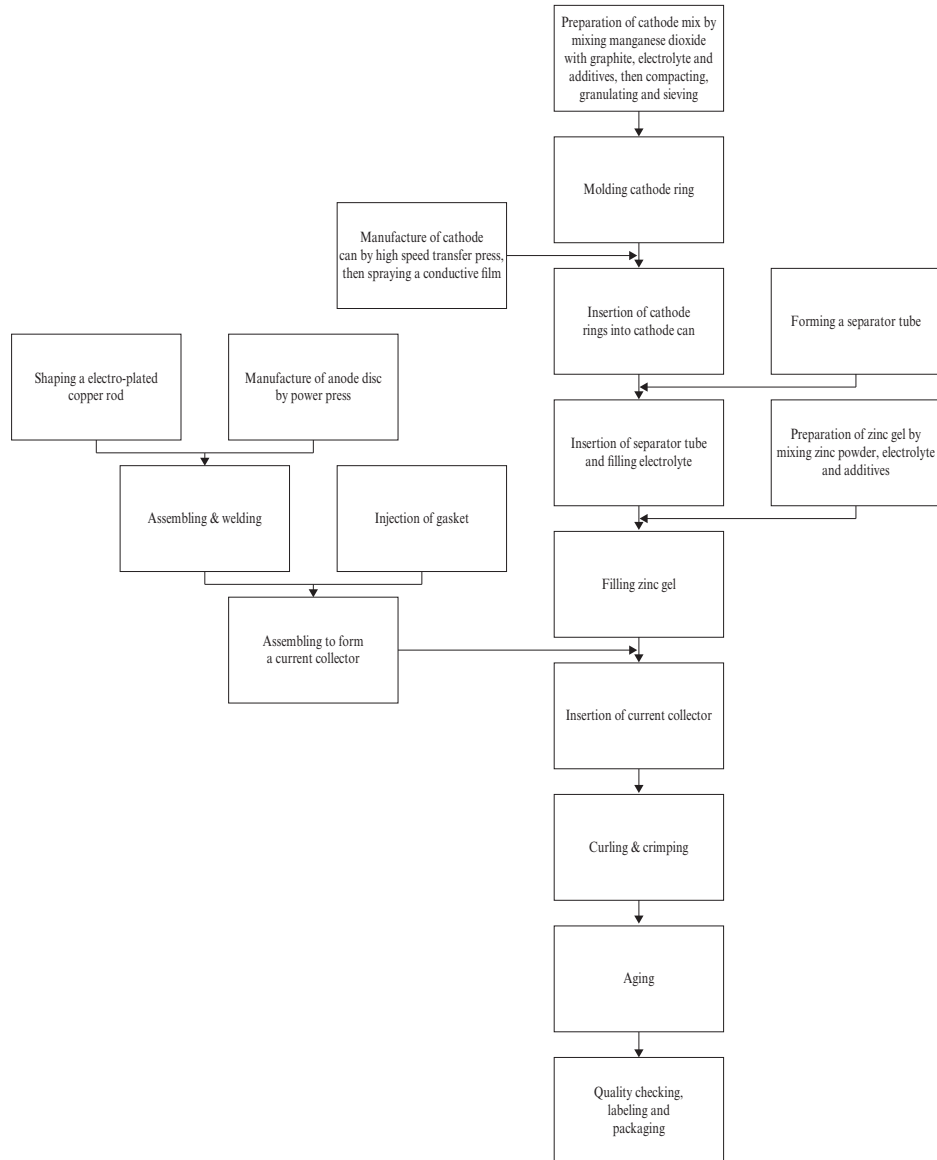 Preparation of cathode mix by
mixing manganese dioxide
with graphite, electrolyte and
additives, then compacting,
granulating and sieving
Molding cathode ring
Manufacture of cathode
can by high speed transfer press,
then spraying a conductive film
Insertion of cathode
rings into cathode can
Forming a separator tube
Shaping a electro-plated
copper rod
Manufacture of anode disc
by power press
Insertion of separator tube
and filling electrolyte
Preparation of zinc gel by
mixing zinc powder, electrolyte
and additives
Assembling & welding
Injection of gasket
Filling zinc gel
Assembling to form
a current collector
Insertion of current collector
Curling & crimping
Aging
Quality checking,
labeling and
packaging